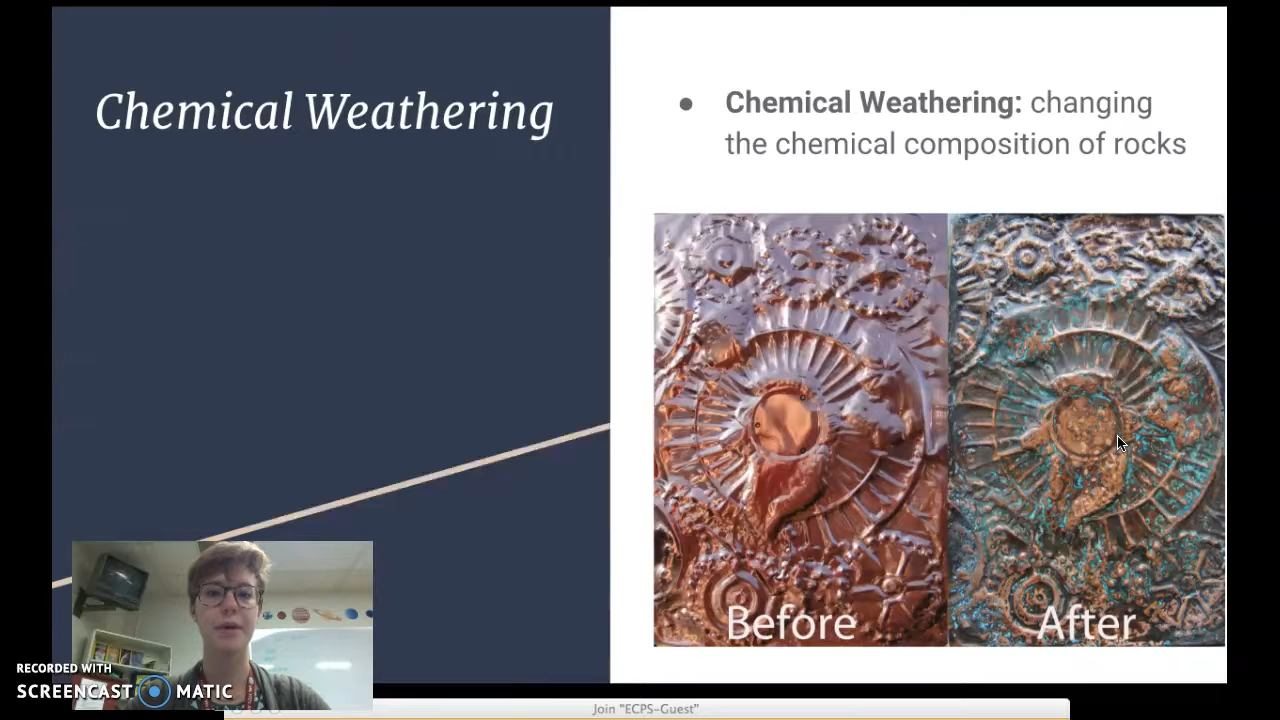 Chemical Weathering
● Chemical Weathering: changing
the chemical composition of rocks
Before
After
RECORDED WITH
SCREENCAST MATIC
Join "ECPS-Guest"